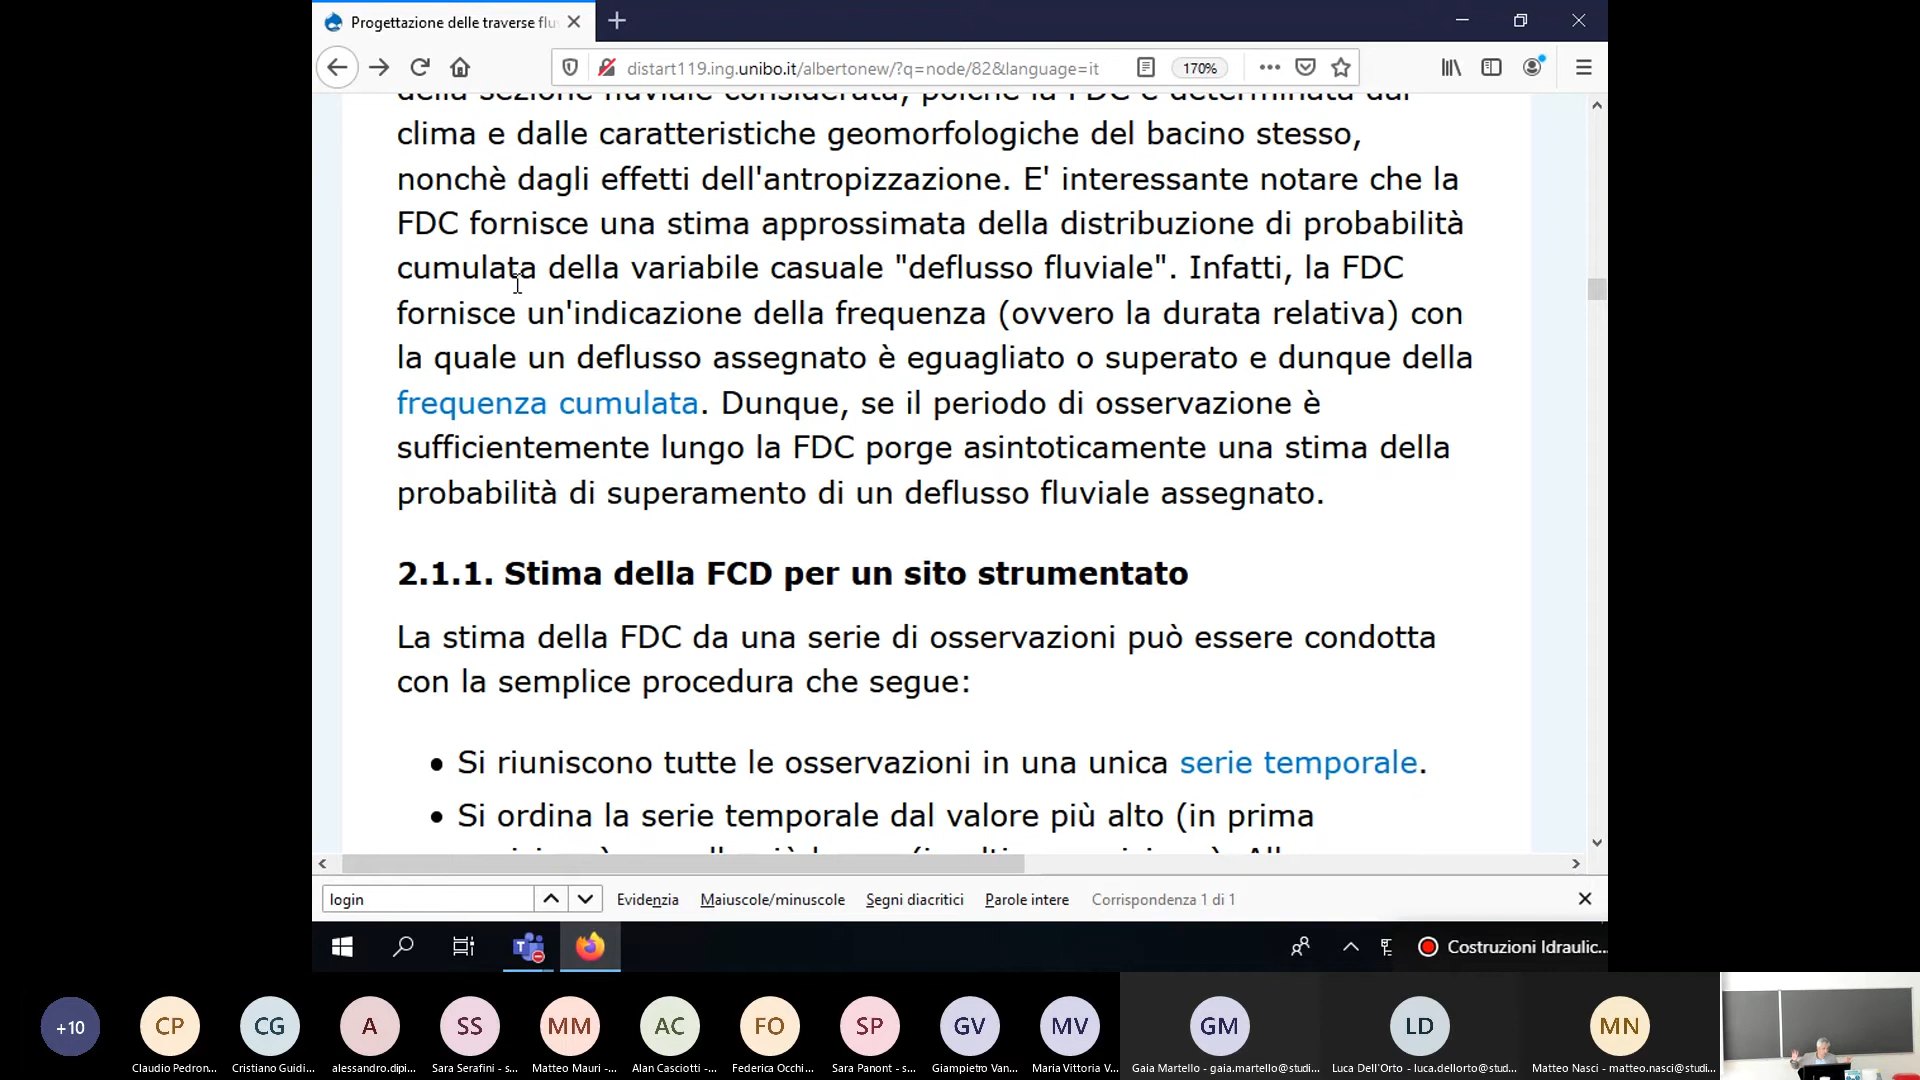 Progettazione delle traverse flu
distart119.ing.unibo.it/albertonew/?q=node/82&language=it
170%
della sezione fluviale considerata, poichè la FDC è determinata dal
clima e dalle caratteristiche geomorfologiche del bacino stesso,
nonchè dagli effetti dell'antropizzazione. E' interessante notare che la
FDC fornisce una stima approssimata della distribuzione di probabilità
cumulata della variabile casuale "deflusso fluviale". Infatti, la FDC
fornisce un'indicazione della frequenza (ovvero la durata relativa) con
la quale un deflusso assegnato è eguagliato o superato e dunque della
frequenza cumulata. Dunque, se il periodo di osservazione è
sufficientemente lungo la FDC porge asintoticamente una stima della
probabilità di superamento di un deflusso fluviale assegnato.
2.1.1. Stima della FCD per un sito strumentato
La stima della FDC da una serie di osservazioni può essere condotta
con la semplice procedura che segue:
• Si riuniscono tutte le osservazioni in una unica serie temporale.
• Si ordina la serie temporale dal valore più alto (in prima
login
Evidenzia
Maiuscole/minuscole
Segni diacritici
Parole intere
Corrispondenza 1 di 1
Costruzioni Idraulic...
+10
CP
CG
A
SS
MM
AC
FO
SP
GV
MV
GM
LD
MN
Claudio Pedron...
Cristiano Guidi...
alessandro.dipi...
Sara Serafini - s...
Matteo Mauri -...
Alan Casciotti -...
Federica Occhi...
Sara Panont - s...
Giampietro Van...
Maria Vittoria V...
Gaia Martello - gaia.martello@studi...
Luca Dell'Orto - luca.dellorto@stud...
Matteo Nasci - matteo.nasci@studi...